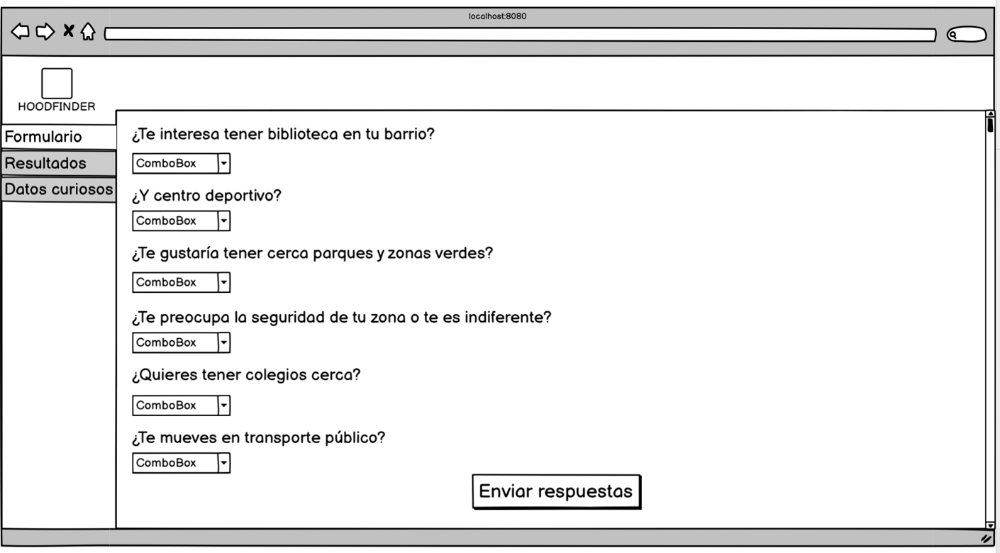 localhost:8080
HOODFINDER
Formulario
Resultados
Datos curiosos
¿Te interesa tener biblioteca en tu barrio?
ComboBox
¿Y centro deportivo?
ComboBox
¿Te gustaría tener cerca parques y zonas verdes?
ComboBox
¿Te preocupa la seguridad de tu zona o te es indiferente?
ComboBox
¿Quieres tener colegios cerca?
ComboBox
¿Te mueves en transporte público?
ComboBox
Enviar respuestas